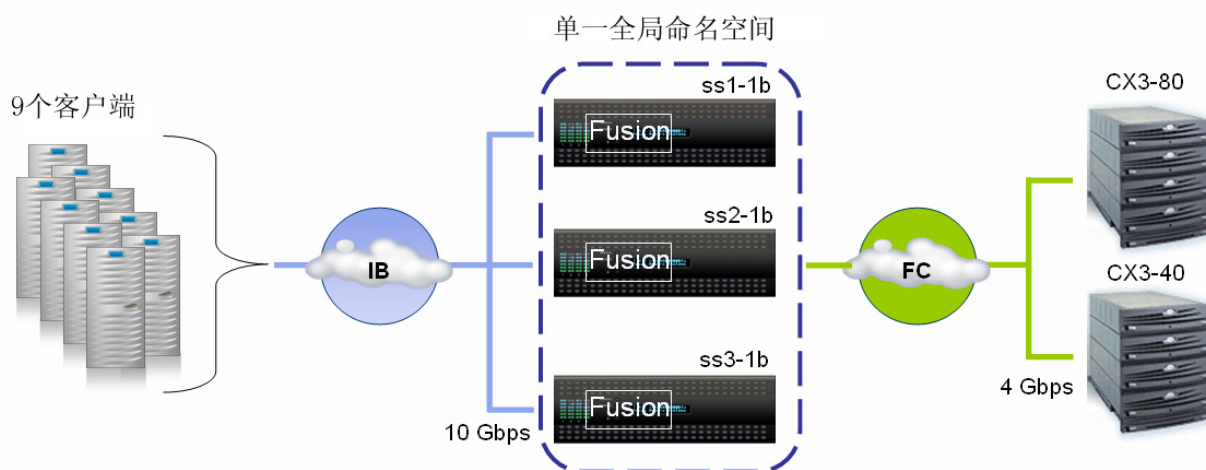 单一全局命名空间
9个客户端
ss1-1b
Fusion
CX3-80
ss2-1b
Fusion
IB
FC
CX3-40
ss3-1b
Fusion
10 Gbps
4 Gbps